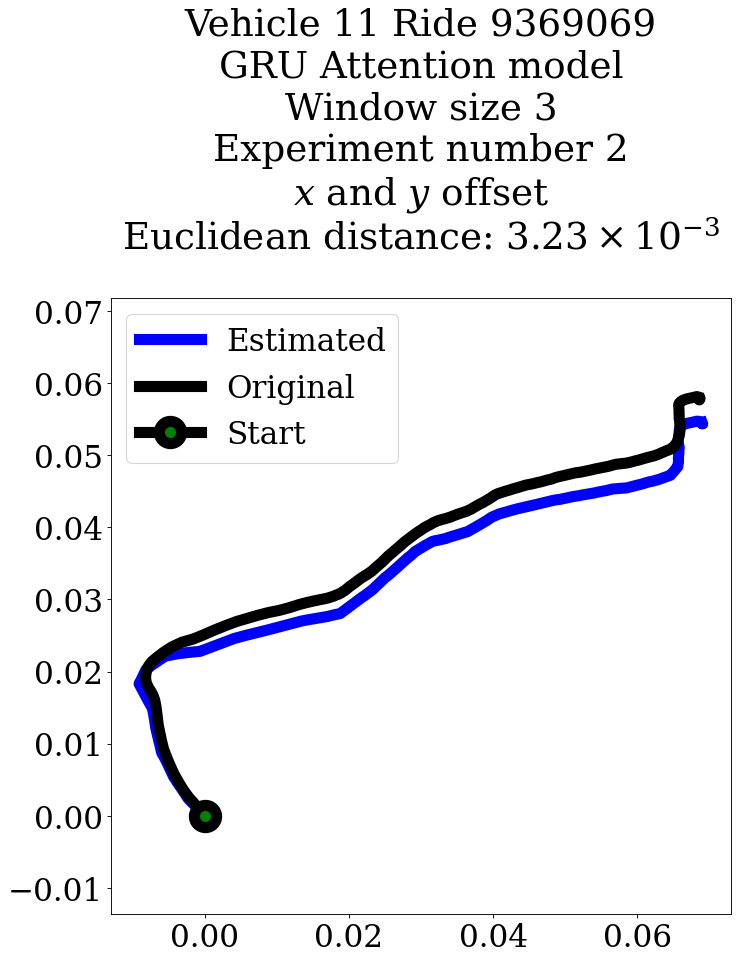 Vehicle 11 Ride 9369069
GRU Attention model
Window size 3
Experiment number 2
x and y offset
Euclidean distance: 3.23 × 10⁻³
0.07
Estimated
0.06
Original
Start
0.05
0.04
0.03
0.02
0.01
0.00
−0.01
0.00 0.02 0.04 0.06